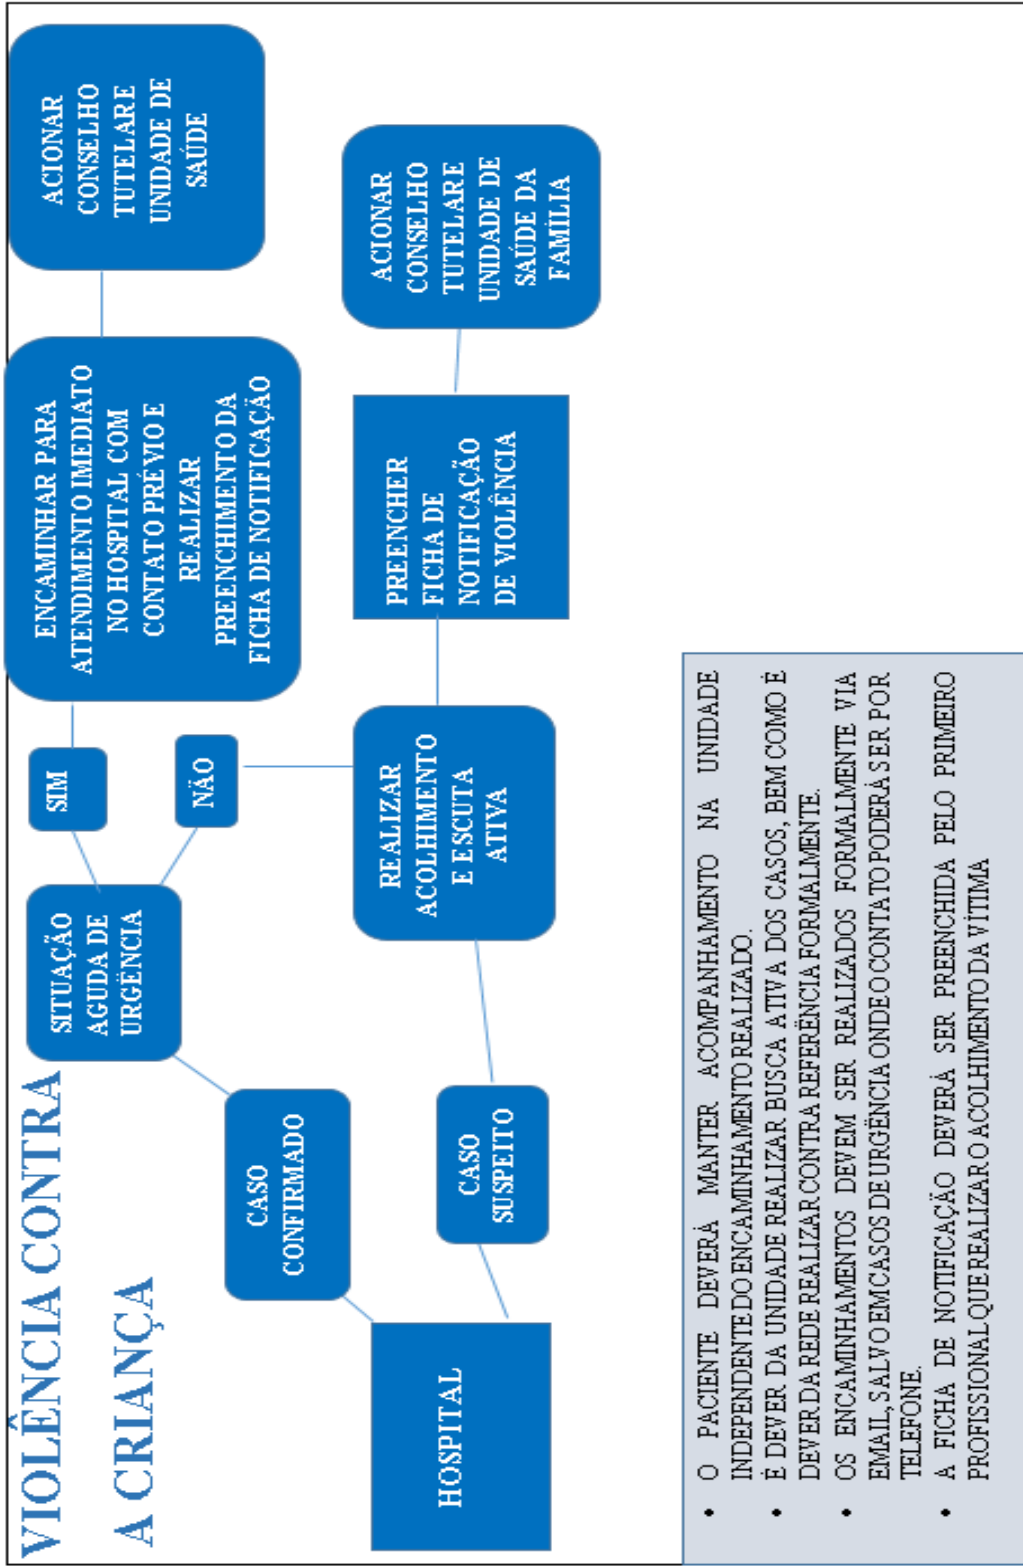 VIOLÊNCIA CONTRA
A CRIANÇA
HOSPITAL
CASO
CONFIRMADO
CASO
SUSPEITO
SITUAÇÃO
AGUDA DE
URGÊNCIA
SIM
NÃO
ENCAMINHAR PARA
ATENDIMENTO IMEDIATO
NO HOSPITAL COM
CONTATO PRÉVIO E
REALIZAR
PREENCHIMENTO DA
FICHA DE NOTIFICAÇÃO
ACIONAR
CONSELHO
TUTELAR E
UNIDADE DE
SAÚDE
REALIZAR
ACOLHIMENTO
E ESCUTA
ATIVA
PREENCHER
FICHA DE
NOTIFICAÇÃO
DE VIOLÊNCIA
ACIONAR
CONSELHO
TUTELAR E
UNIDADE DE
SAÚDE DA
FAMÍLIA
• O PACIENTE DEVERÁ MANTER ACOMPANHAMENTO NA UNIDADE
INDEPENDENTE DO ENCAMINHAMENTO REALIZADO.
• É DEVER DA UNIDADE REALIZAR BUSCA ATIVA DOS CASOS, BEM COMO É
DEVER DA REDE REALIZAR CONTRA REFERÊNCIA FORMALMENTE.
• OS ENCAMINHAMENTOS DEVEM SER REALIZADOS FORMALMENTE VIA
EMAIL, SALVO EM CASOS DE URGÊNCIA ONDE O CONTATO PODERÁ SER POR
TELEFONE.
• A FICHA DE NOTIFICAÇÃO DEVERÁ SER PREENCHIDA PELO PRIMEIRO
PROFISSIONAL QUE REALIZAR O ACOLHIMENTO DA VÍTIMA